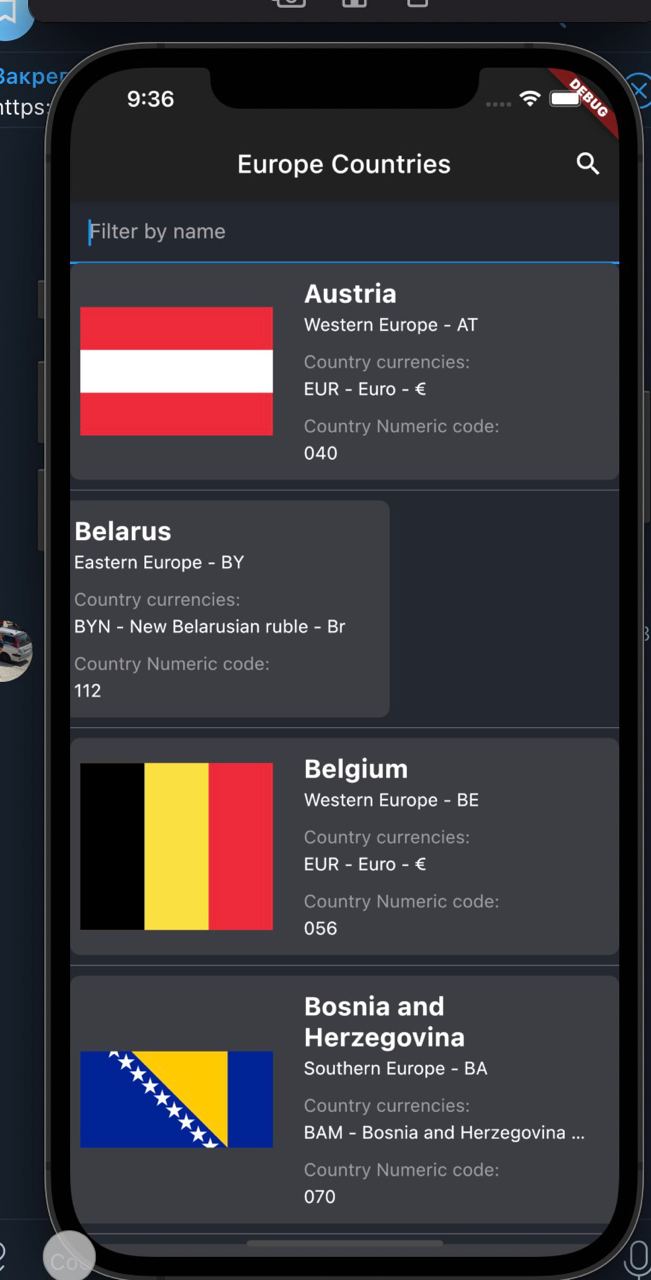 Закреп
https:
9:36
DEBUG
Europe Countries
Filter by name
Austria
Western Europe - AT
Country currencies:
EUR - Euro - €
Country Numeric code:
040
Belarus
Eastern Europe - BY
Country currencies:
BYN - New Belarusian ruble - Br
Country Numeric code:
112
Belgium
Western Europe - BE
Country currencies:
EUR - Euro - €
Country Numeric code:
056
Bosnia and
Herzegovina
Southern Europe - BA
Country currencies:
BAM - Bosnia and Herzegovina ...
Country Numeric code:
070